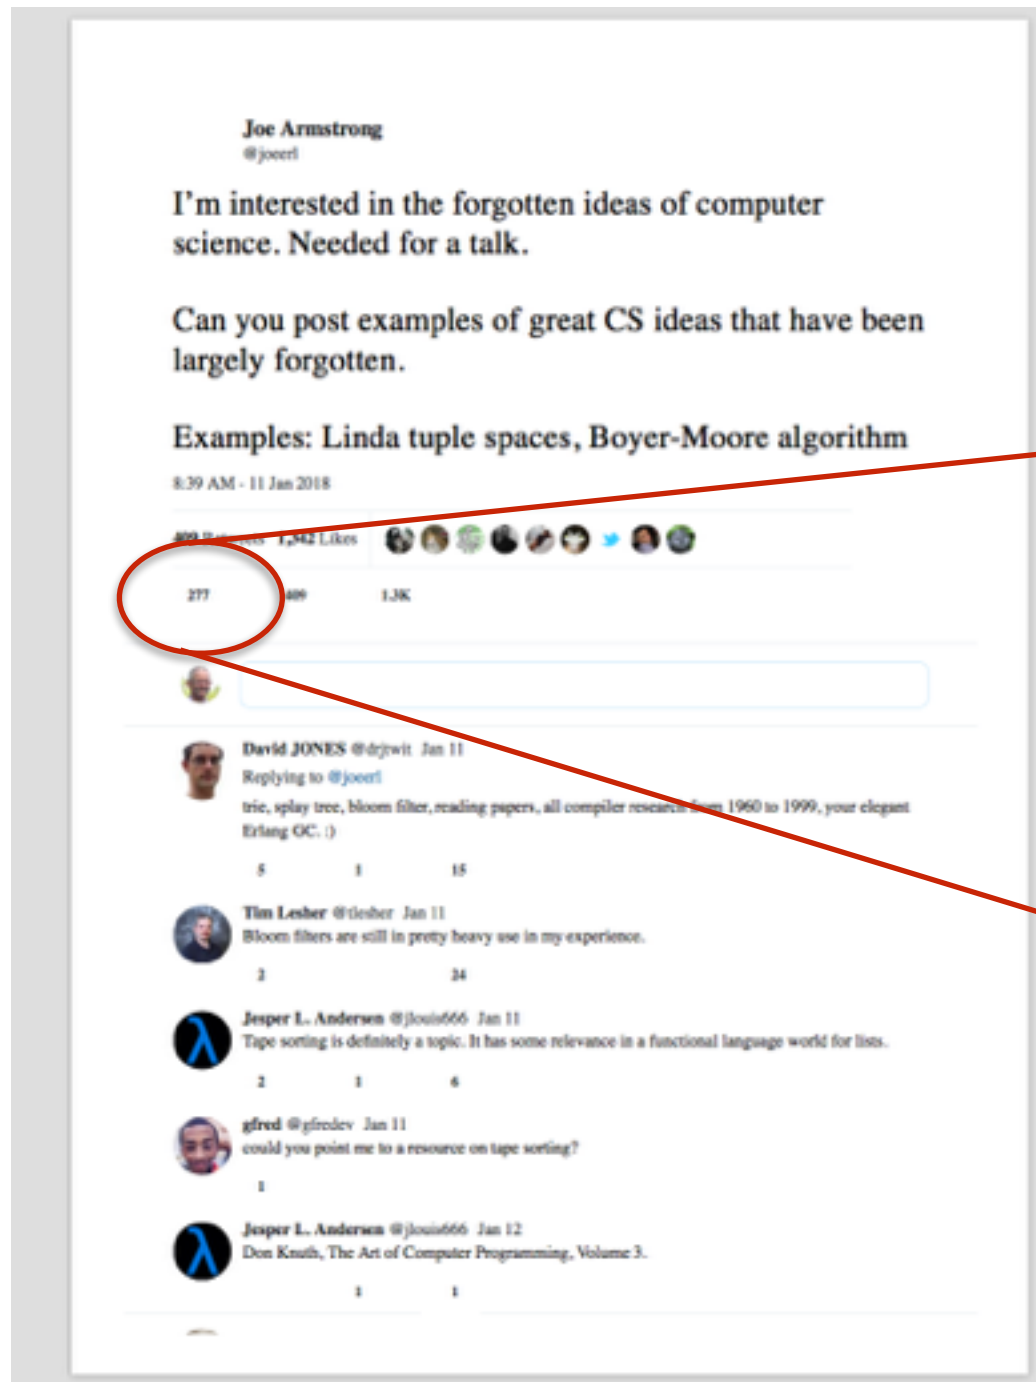 Joe Armstrong
@joeerl
I'm interested in the forgotten ideas of computer
science. Needed for a talk.
Can you post examples of great CS ideas that have been
largely forgotten.
Examples: Linda tuple spaces, Boyer-Moore algorithm
8:39 AM - 11 Jan 2018
409 Retweets 1,342 Likes
277 409 1.3K
David JONES @drjtwit Jan 11
Replying to @joeerl
trie, splay tree, bloom filter, reading papers, all compiler research from 1960 to 1999, your elegant
Erlang GC. :)
5 1 15
Tim Lesher @tlesher Jan 11
Bloom filters are still in pretty heavy use in my experience.
2 24
Jesper L. Andersen @jlouis666 Jan 11
Tape sorting is definitely a topic. It has some relevance in a functional language world for lists.
2 1 6
gfred @gfredev Jan 11
could you point me to a resource on tape sorting?
1
Jesper L. Andersen @jlouis666 Jan 12
Don Knuth, The Art of Computer Programming, Volume 3.
1 1